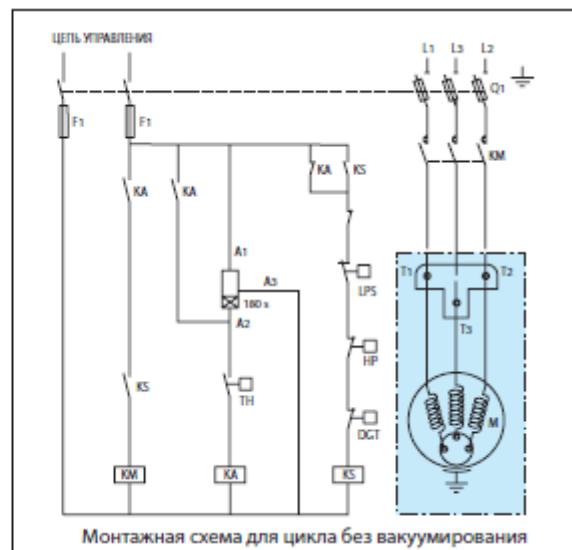 ЦЕПЬ УПРАВЛЕНИЯ
L1 L3 L2
Q1
F1 F1
KM
KA KA KA KS
A1
A3
180 s
A2
LPS
T1 T2
T3
HP
KS TH
DGT
M
KM KA KS
Монтажная схема для цикла без вакуумирования